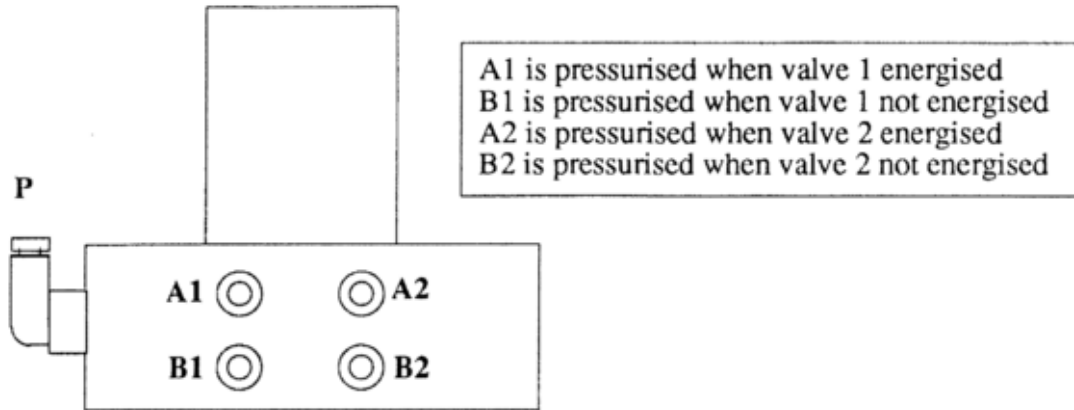 A1 is pressurised when valve 1 energised
B1 is pressurised when valve 1 not energised
A2 is pressurised when valve 2 energised
B2 is pressurised when valve 2 not energised
P
A1 A2
B1 B2